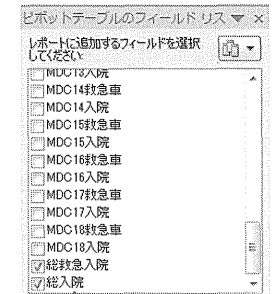 ピボットテーブルのフィールド リス ▼ ×
レポートに追加するフィールドを選択
してください:
MDC13入院
MDC14救急車
MDC14入院
MDC15救急車
MDC15入院
MDC16救急車
MDC16入院
MDC17救急車
MDC17入院
MDC18救急車
MDC18入院
総救急入院
総入院